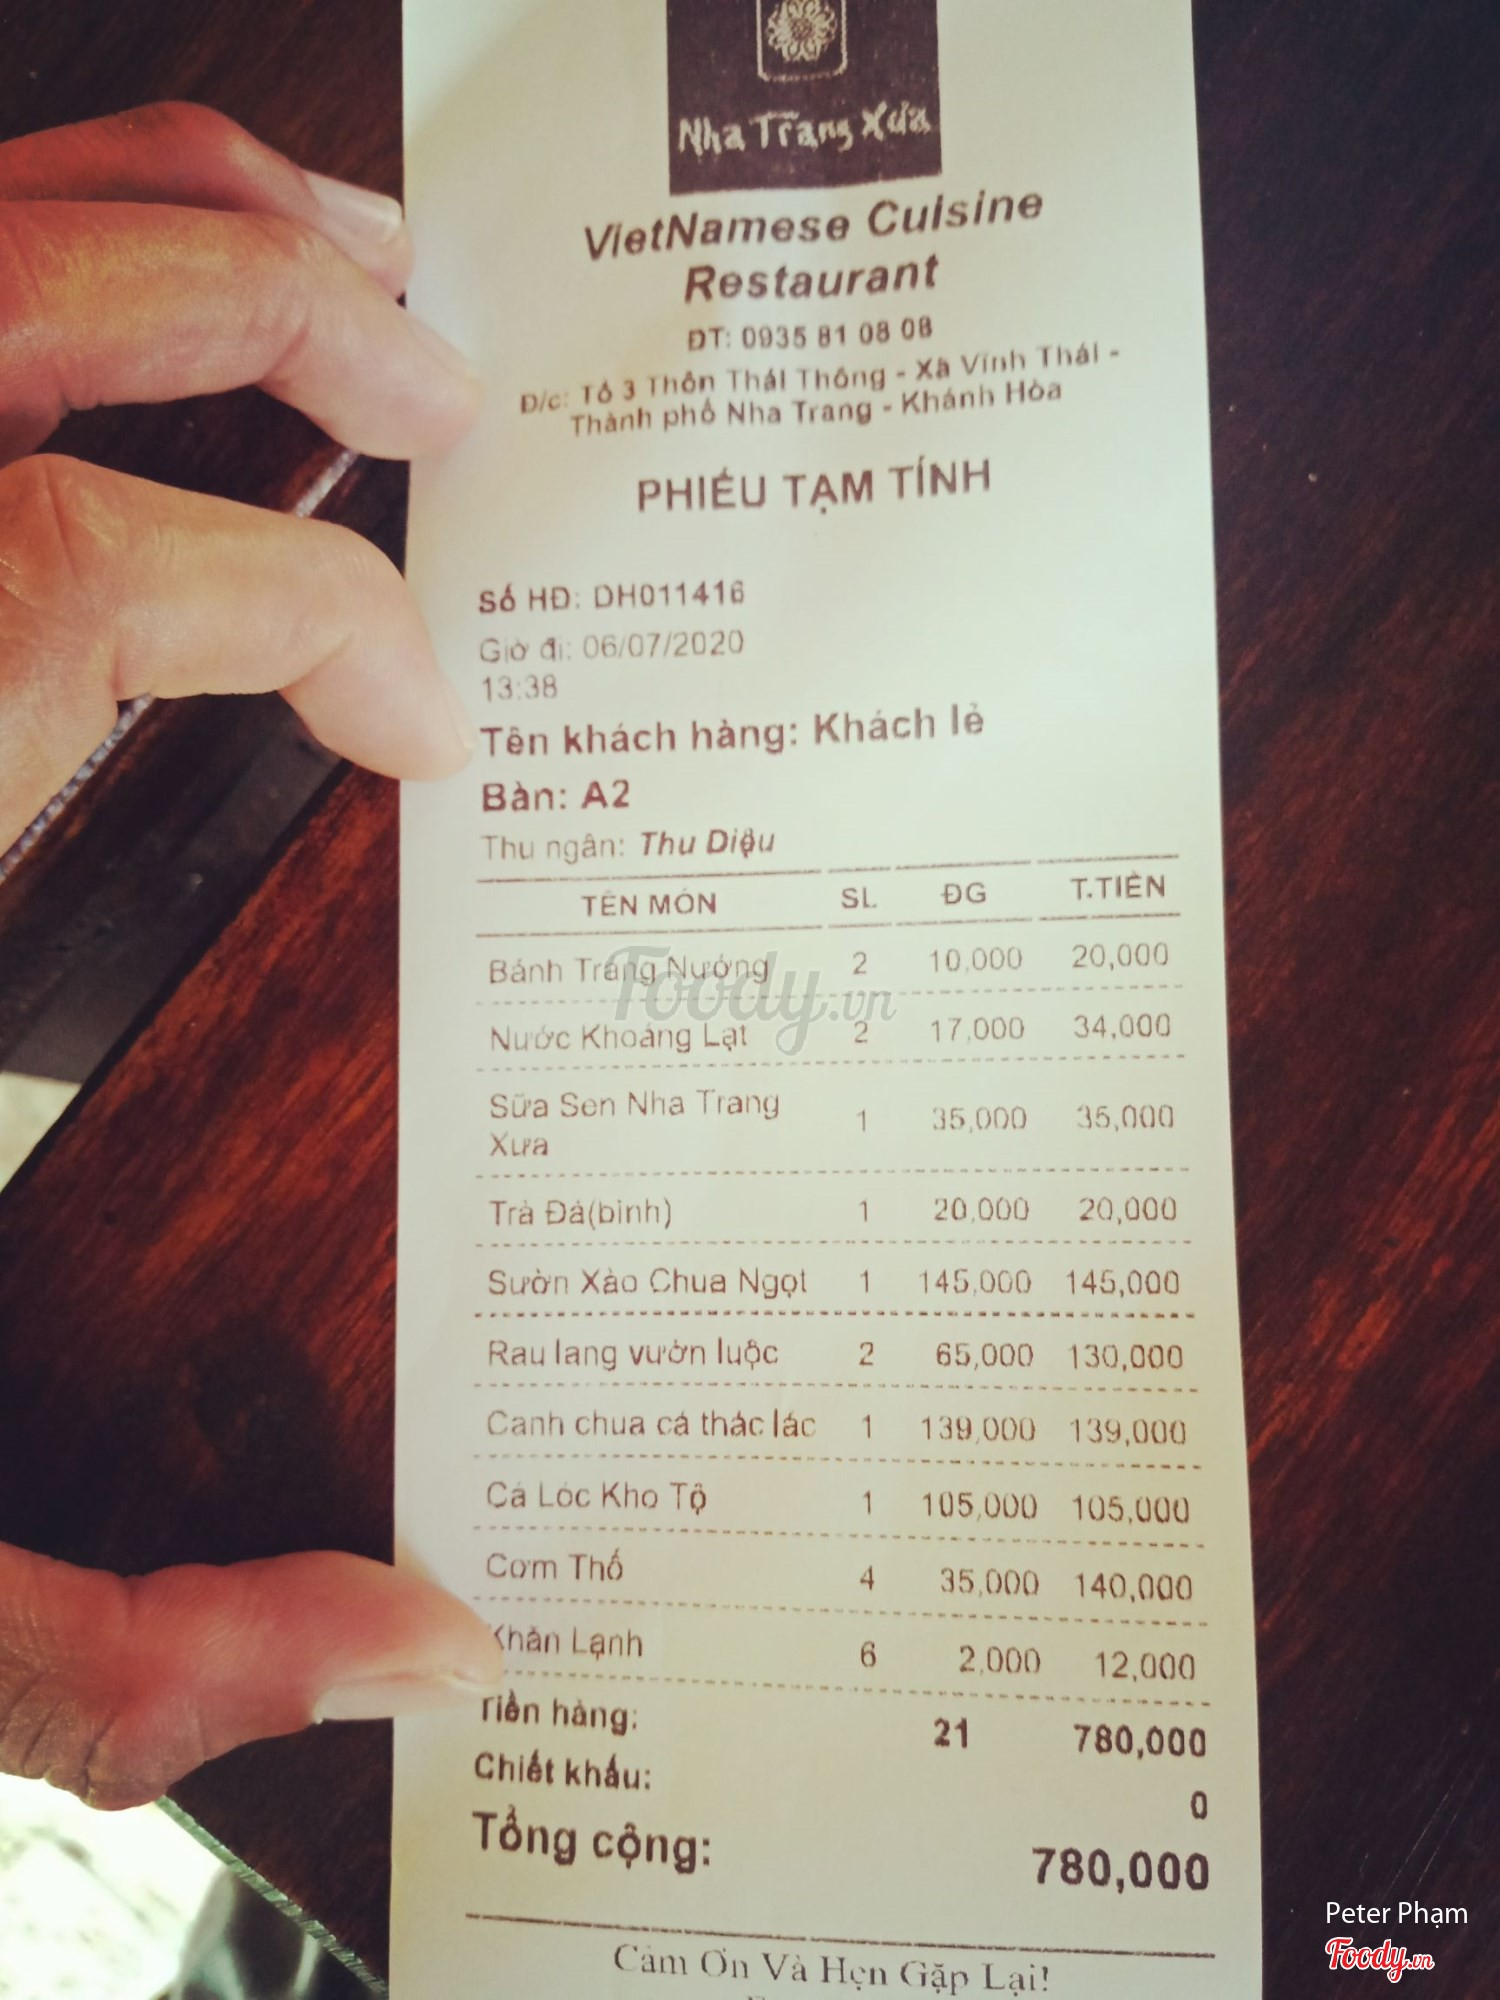 Nha Trang Xưa
VietNamese Cuisine
Restaurant
ĐT: 0935 81 08 08
Đ/c: Tổ 3 Thôn Thái Thông - Xã Vĩnh Thái -
Thành phố Nha Trang - Khánh Hòa
PHIẾU TẠM TÍNH
Số HĐ: DH011416
Giờ đi: 06/07/2020
13:38
Tên khách hàng: Khách lẻ
Bàn: A2
Thu ngân: Thu Diệu
TÊN MÓN SL ĐG T.TIỀN
Bánh Tráng Nướng 2 10,000 20,000
Foody.vn
Nước Khoáng Lạt 2 17,000 34,000
Sữa Sen Nha Trang
Xưa 1 35,000 35,000
Trà Đá(bình) 1 20,000 20,000
Sườn Xào Chua Ngọt 1 145,000 145,000
Rau lang vườn luộc 2 65,000 130,000
Canh chua cá thác lác 1 139,000 139,000
Cá Lóc Kho Tộ 1 105,000 105,000
Cơm Thố 4 35,000 140,000
Khăn Lạnh 6 2,000 12,000
Tiền hàng: 21 780,000
Chiết khấu: 0
Tổng cộng: 780,000
Cảm Ơn Và Hẹn Gặp Lại!
Peter Phạm
Foody.vn